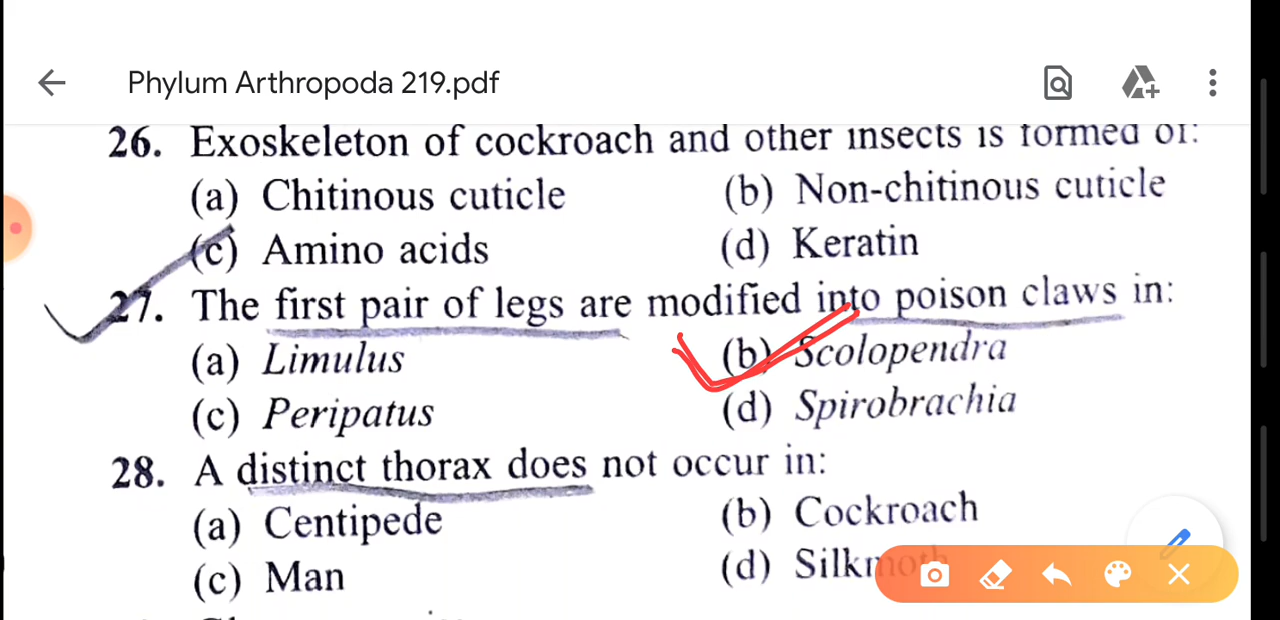 Phylum Arthropoda 219.pdf
26. Exoskeleton of cockroach and other insects is formed of:
(a) Chitinous cuticle (b) Non-chitinous cuticle
(c) Amino acids (d) Keratin
27. The first pair of legs are modified into poison claws in:
(a) Limulus (b) Scolopendra
(c) Peripatus (d) Spirobrachia
28. A distinct thorax does not occur in:
(a) Centipede (b) Cockroach
(c) Man (d) Silkmoth